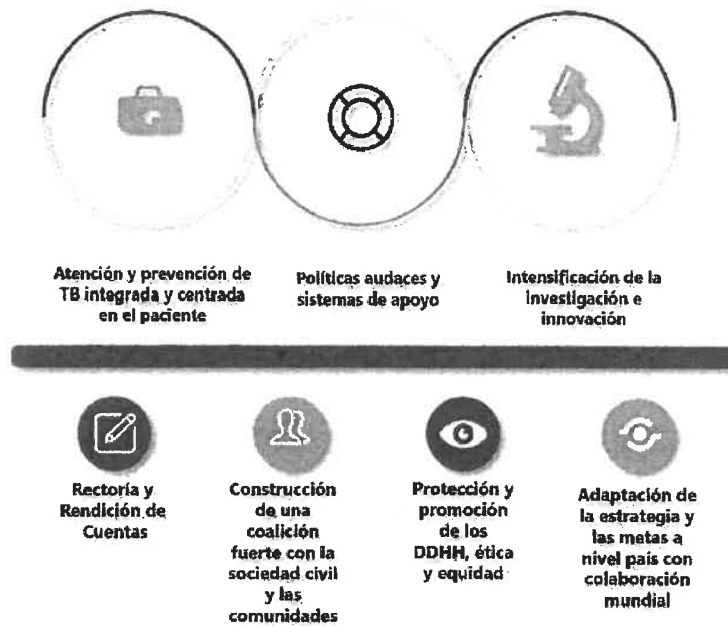 Atención y prevención de
TB integrada y centrada
en el paciente
Políticas audaces y
sistemas de apoyo
Intensificación de la
investigación e
innovación
Rectoría y
Rendición de
Cuentas
Construcción
de una
coalición
fuerte con la
sociedad civil
y las
comunidades
Protección y
promoción
de los
DDHH, ética
y equidad
Adaptación de
la estrategia y
las metas a
nivel país con
colaboración
mundial